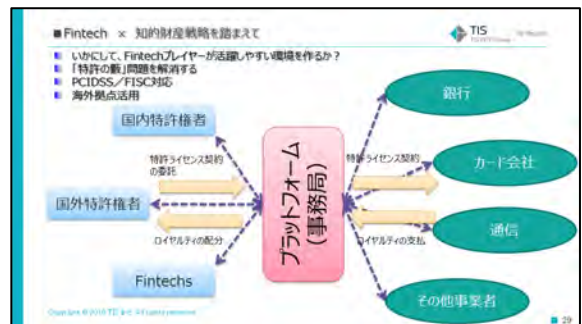 ■Fintech × 知的財産戦略を踏まえて
TIS
いかにして、Fintechプレイヤーが活躍しやすい環境を作るか？
「特許の藪」問題を解消する
PCIDSS／FISC対応
海外拠点活用
国内特許権者
国外特許権者
Fintechs
特許ライセンス契約
の委託
ロイヤルティの配分
プラットフォーム
(事務局)
特許ライセンス契約
ロイヤルティの支払
銀行
カード会社
通信
その他事業者
29